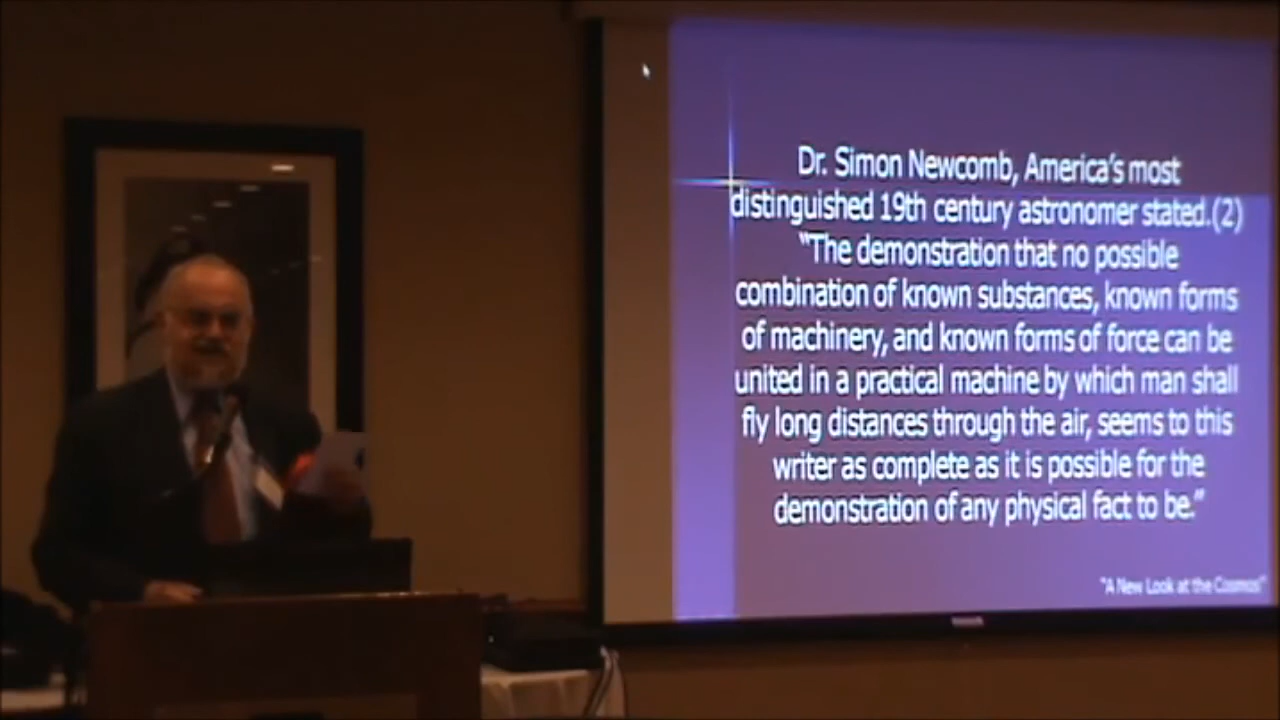 Dr. Simon Newcomb, America's most
distinguished 19th century astronomer stated.(2)
"The demonstration that no possible
combination of known substances, known forms
of machinery, and known forms of force can be
united in a practical machine by which man shall
fly long distances through the air, seems to this
writer as complete as it is possible for the
demonstration of any physical fact to be."
"A New Look at the Cosmos"